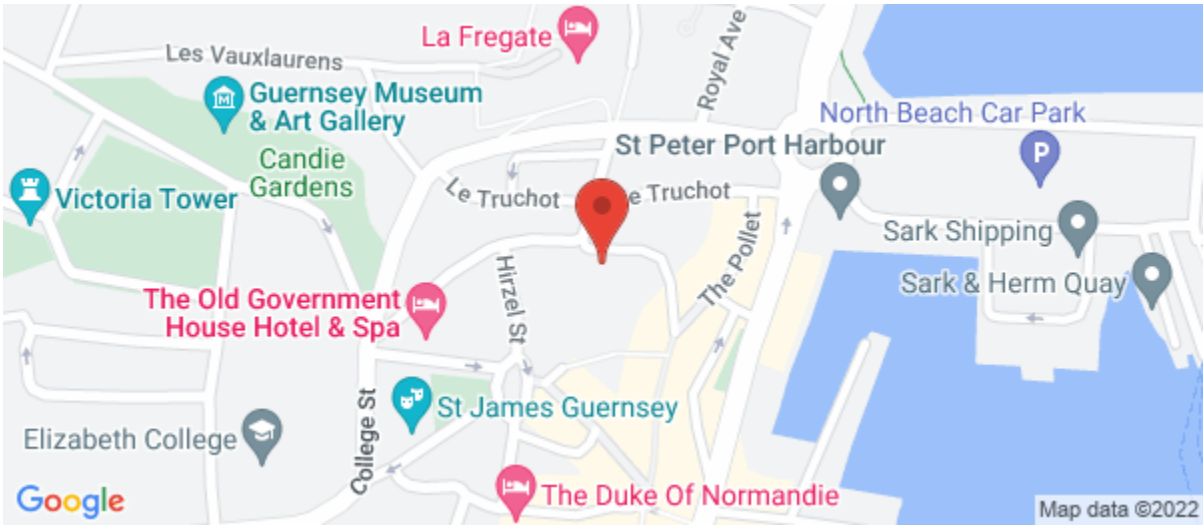 La Fregate
Royal Ave
Les Vauxlaurens
Guernsey Museum
& Art Gallery
North Beach Car Park
P
St Peter Port Harbour
Candie
Gardens
Le Truchot
e Truchot
Victoria Tower
The Pollet
Sark Shipping
Hirzel St
Sark & Herm Quay
The Old Government
House Hotel & Spa
College St
St James Guernsey
Elizabeth College
The Duke Of Normandie
Google
Map data ©2022